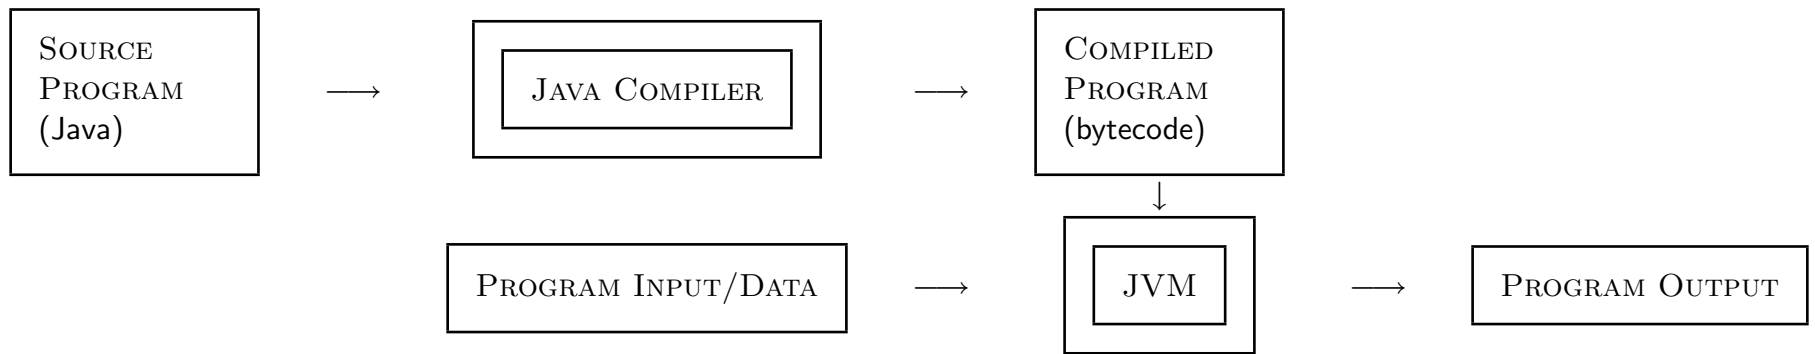 Source
Program
(Java)
Java Compiler
Compiled
Program
(bytecode)
Program Input/Data
JVM
Program Output